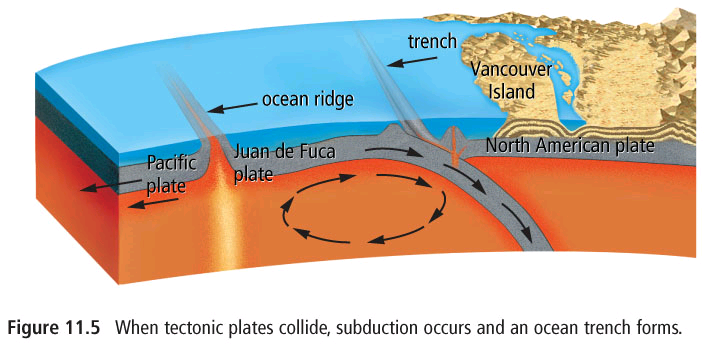 trench
Vancouver
Island
ocean ridge
Pacific
plate
Juan de Fuca
plate
North American plate
Figure 11.5 When tectonic plates collide, subduction occurs and an ocean trench forms.